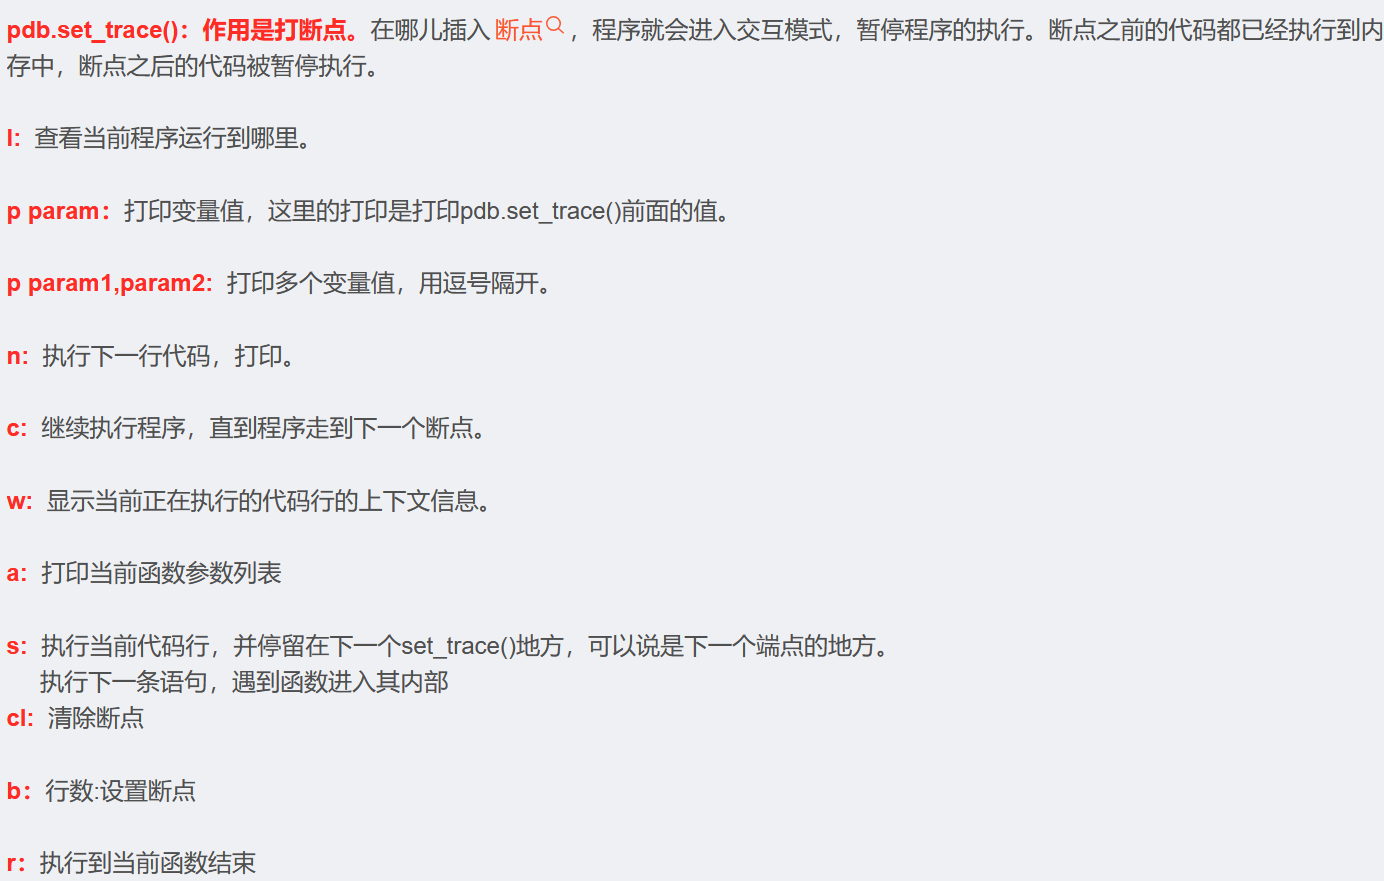 pdb.set_trace()：作用是打断点。在哪儿插入 断点，程序就会进入交互模式，暂停程序的执行。断点之前的代码都已经执行到内
存中，断点之后的代码被暂停执行。
l：查看当前程序运行到哪里。
p param：打印变量值，这里的打印是打印pdb.set_trace()前面的值。
p param1,param2：打印多个变量值，用逗号隔开。
n：执行下一行代码，打印。
c：继续执行程序，直到程序走到下一个断点。
w：显示当前正在执行的代码行的上下文信息。
a：打印当前函数参数列表
s：执行当前代码行，并停留在下一个set_trace()地方，可以说是下一个端点的地方。
执行下一条语句，遇到函数进入其内部
cl：清除断点
b：行数:设置断点
r：执行到当前函数结束